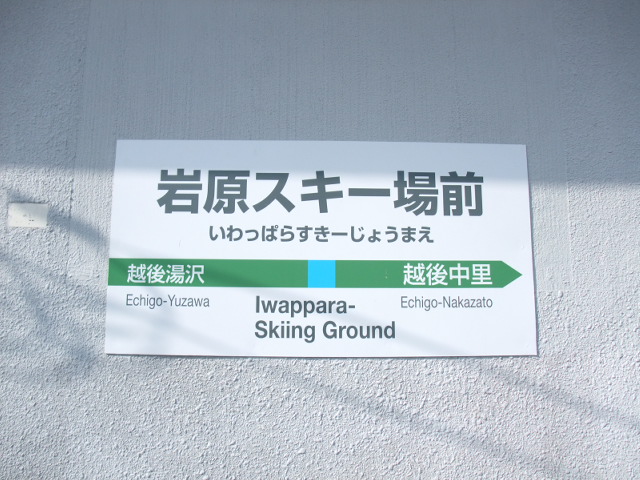 岩原スキー場前
いわっぱらすきーじょうまえ
越後湯沢 越後中里
Echigo-Yuzawa Echigo-Nakazato
Iwappara-
Skiing Ground